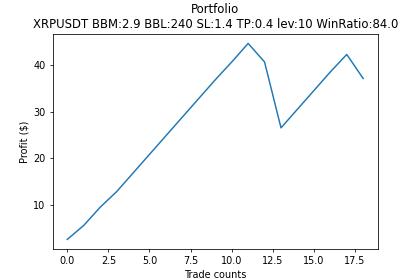 Portfolio
XRPUSDT BBM:2.9 BBL:240 SL:1.4 TP:0.4 lev:10 WinRatio:84.0
Profit ($)
40
30
20
10
0.0 2.5 5.0 7.5 10.0 12.5 15.0 17.5
Trade counts